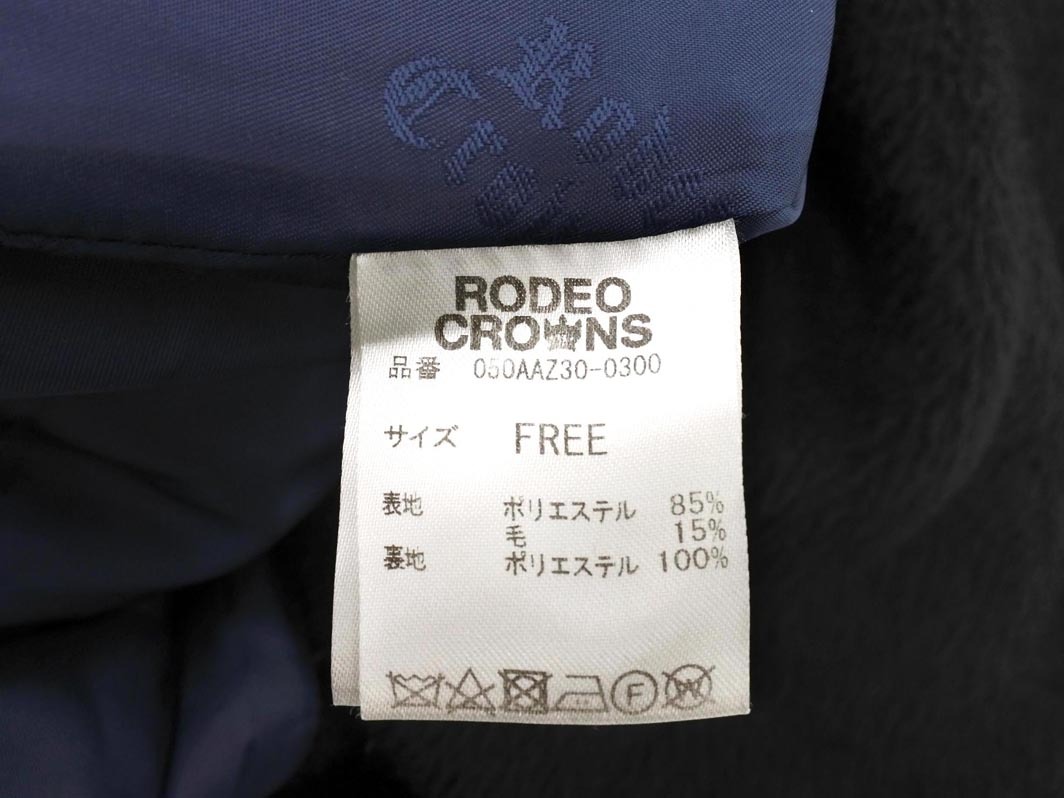 RODEO
CROWNS
品番 050AAZ30-0300
サイズ FREE
表地 ポリエステル 85%
毛 15%
裏地 ポリエステル 100%
F
W